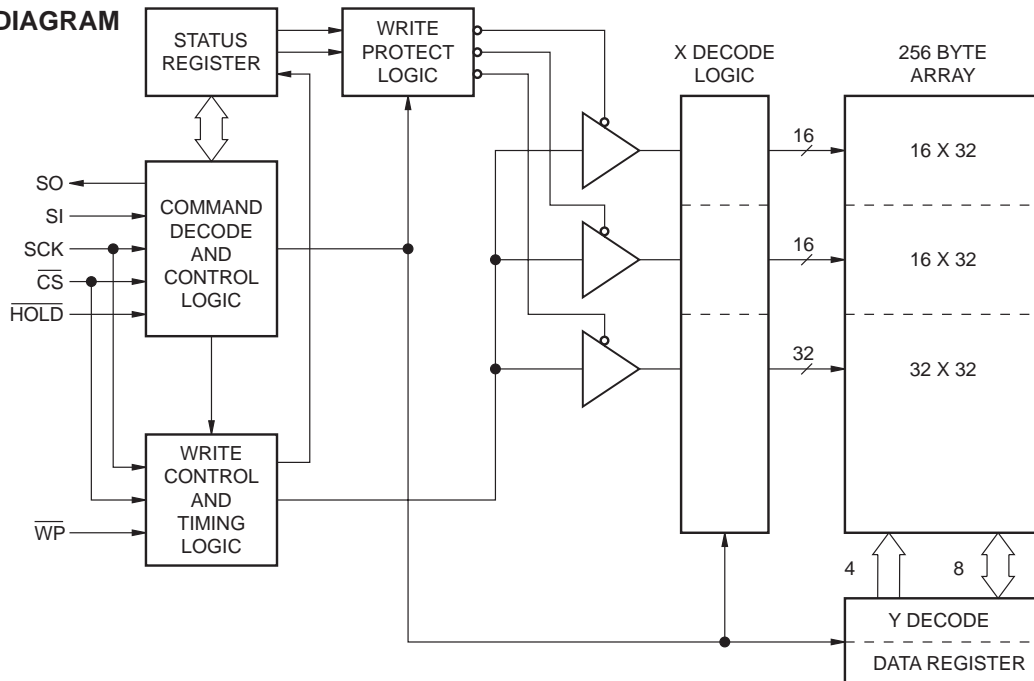 DIAGRAM
STATUS
REGISTER
WRITE
PROTECT
LOGIC
X DECODE
LOGIC
256 BYTE
ARRAY
SO
SI
SCK
CS
HOLD
COMMAND
DECODE
AND
CONTROL
LOGIC
16
16 X 32
16
16 X 32
32
32 X 32
WP
WRITE
CONTROL
AND
TIMING
LOGIC
4
8
Y DECODE
DATA REGISTER